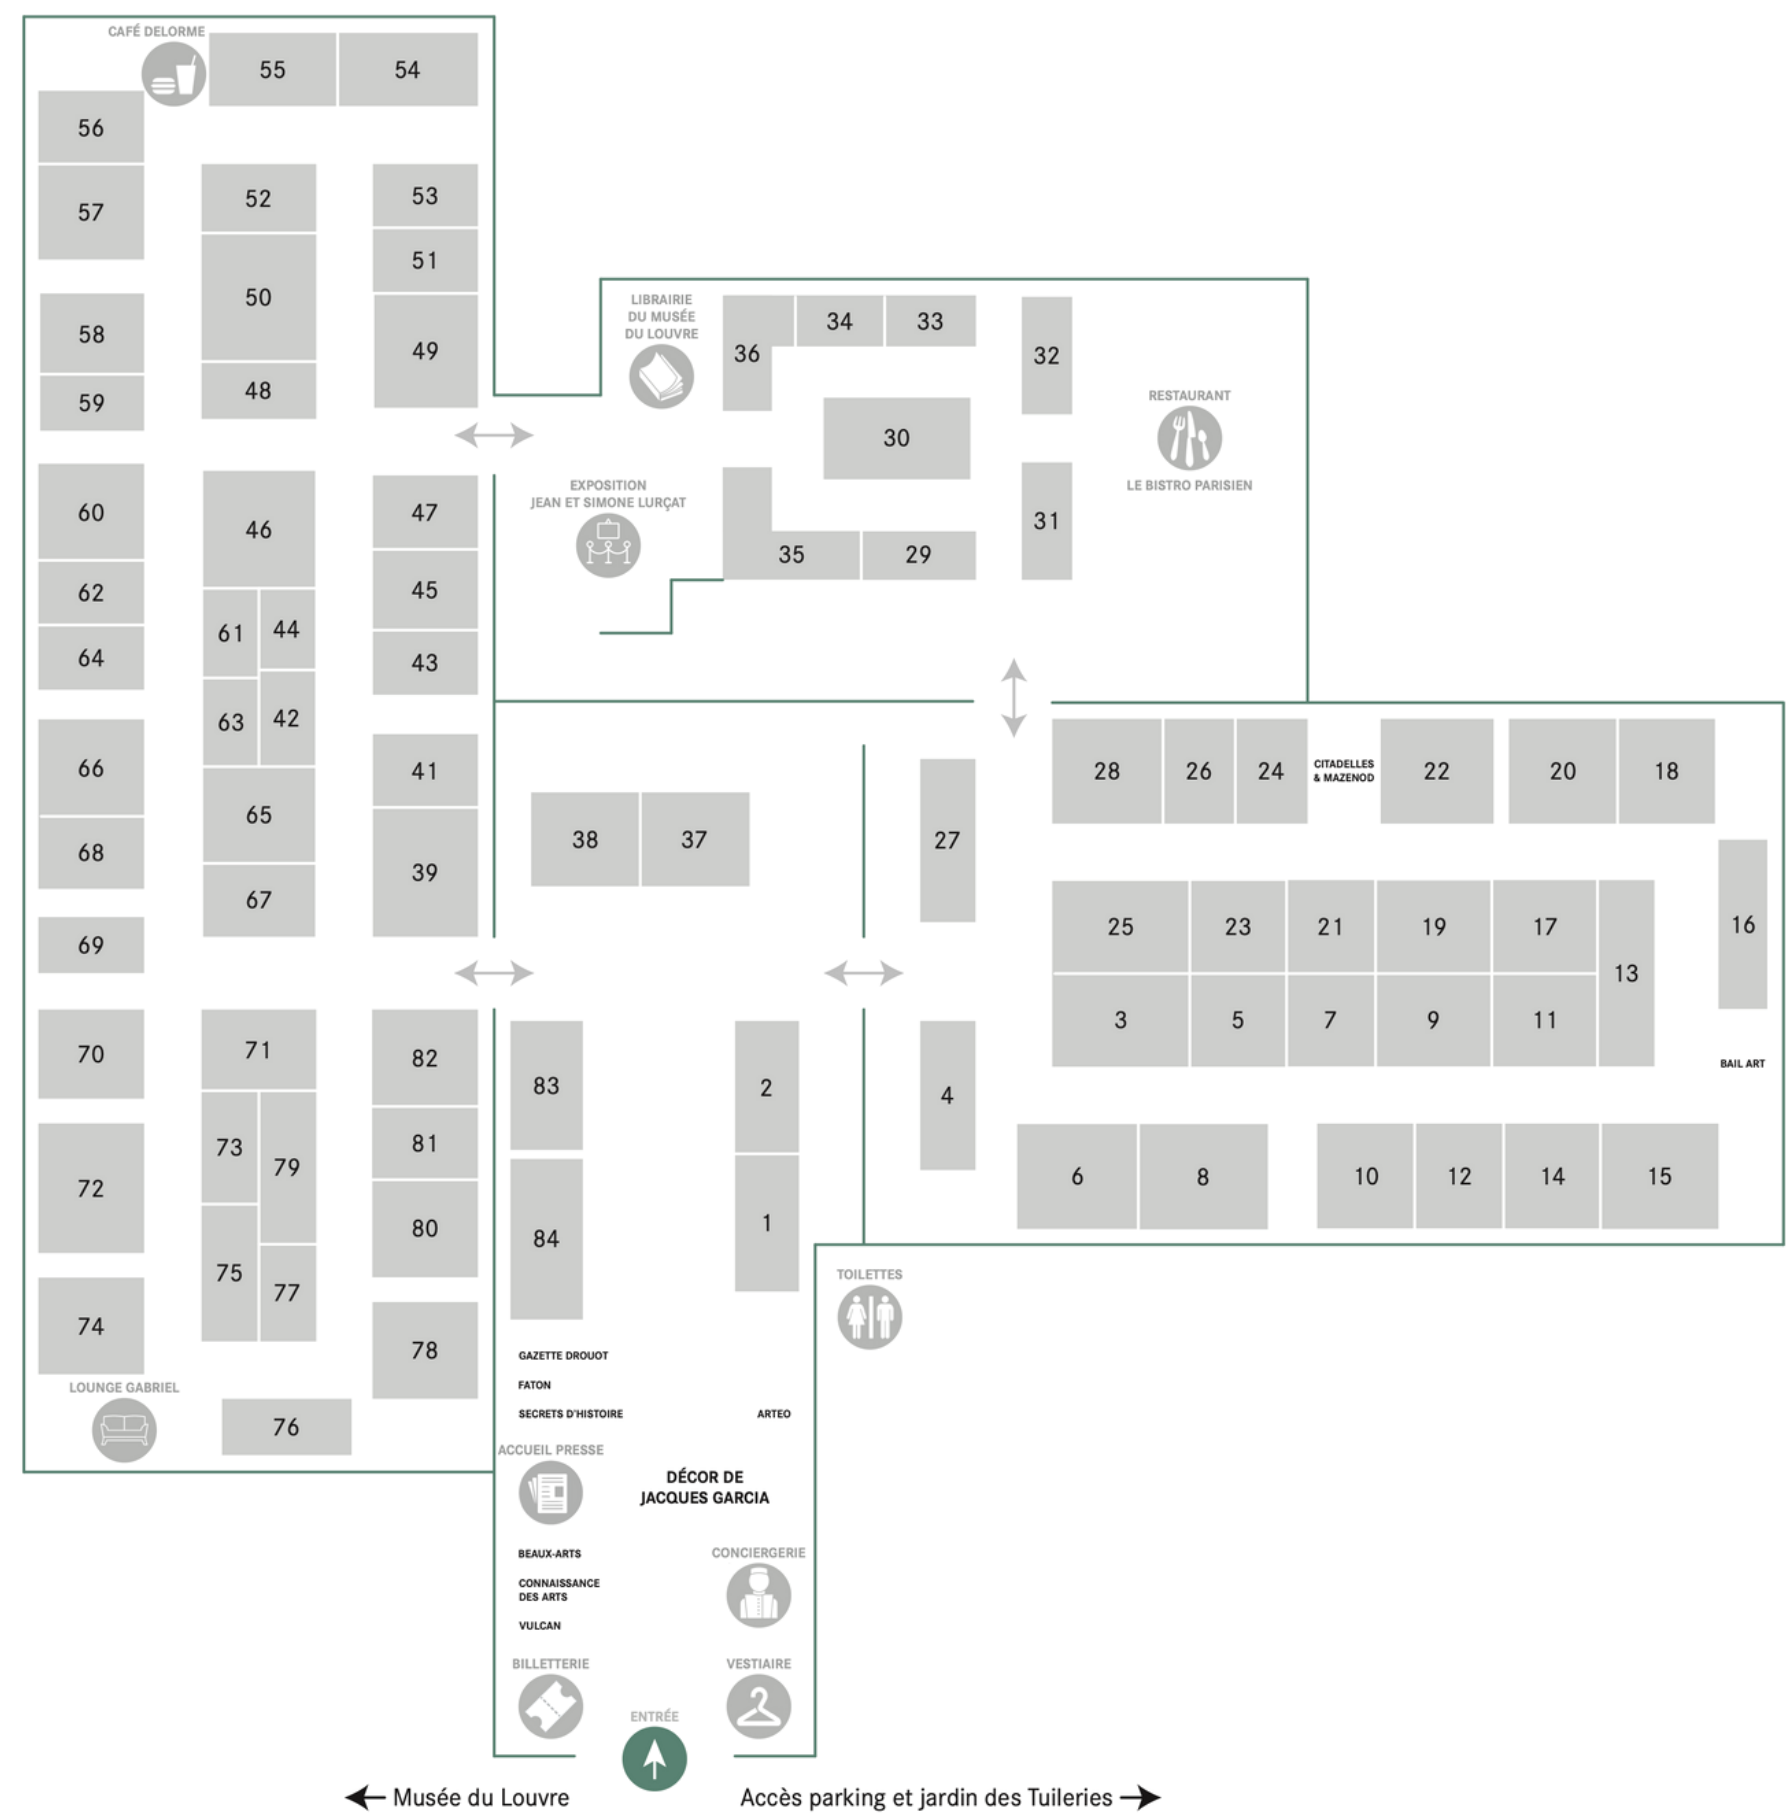 CAFÉ DELORME
55
54
56
57
52
53
50
51
58
49
59
48
LIBRAIRIE
DU MUSÉE
DU LOUVRE
36
34
33
32
30
RESTAURANT
LE BISTRO PARISIEN
EXPOSITION
JEAN ET SIMONE LURÇAT
35
29
31
60
46
47
62
61
44
45
64
63
42
43
66
65
41
68
67
39
69
38
37
27
28
26
24
CITADELLES
& MAZENOD
22
20
18
25
23
21
19
17
13
16
3
5
7
9
11
BAIL ART
70
71
82
83
2
4
73
79
81
72
80
84
1
6
8
10
12
14
15
75
77
74
78
TOILETTES
LOUNGE GABRIEL
76
GAZETTE DROUOT
FATON
SECRETS D'HISTOIRE
ARTEO
ACCUEIL PRESSE
DÉCOR DE
JACQUES GARCIA
BEAUX-ARTS
CONCIERGERIE
CONNAISSANCE
DES ARTS
VULCAN
BILLETTERIE
VESTIAIRE
ENTRÉE
Musée du Louvre
Accès parking et jardin des Tuileries